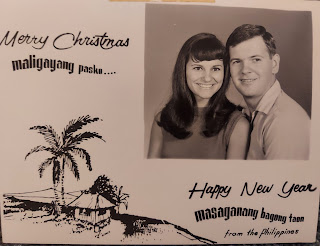 Merry Christmas
maligayang pasko....
Happy New Year
masaganang bagong taon
from the Philippines